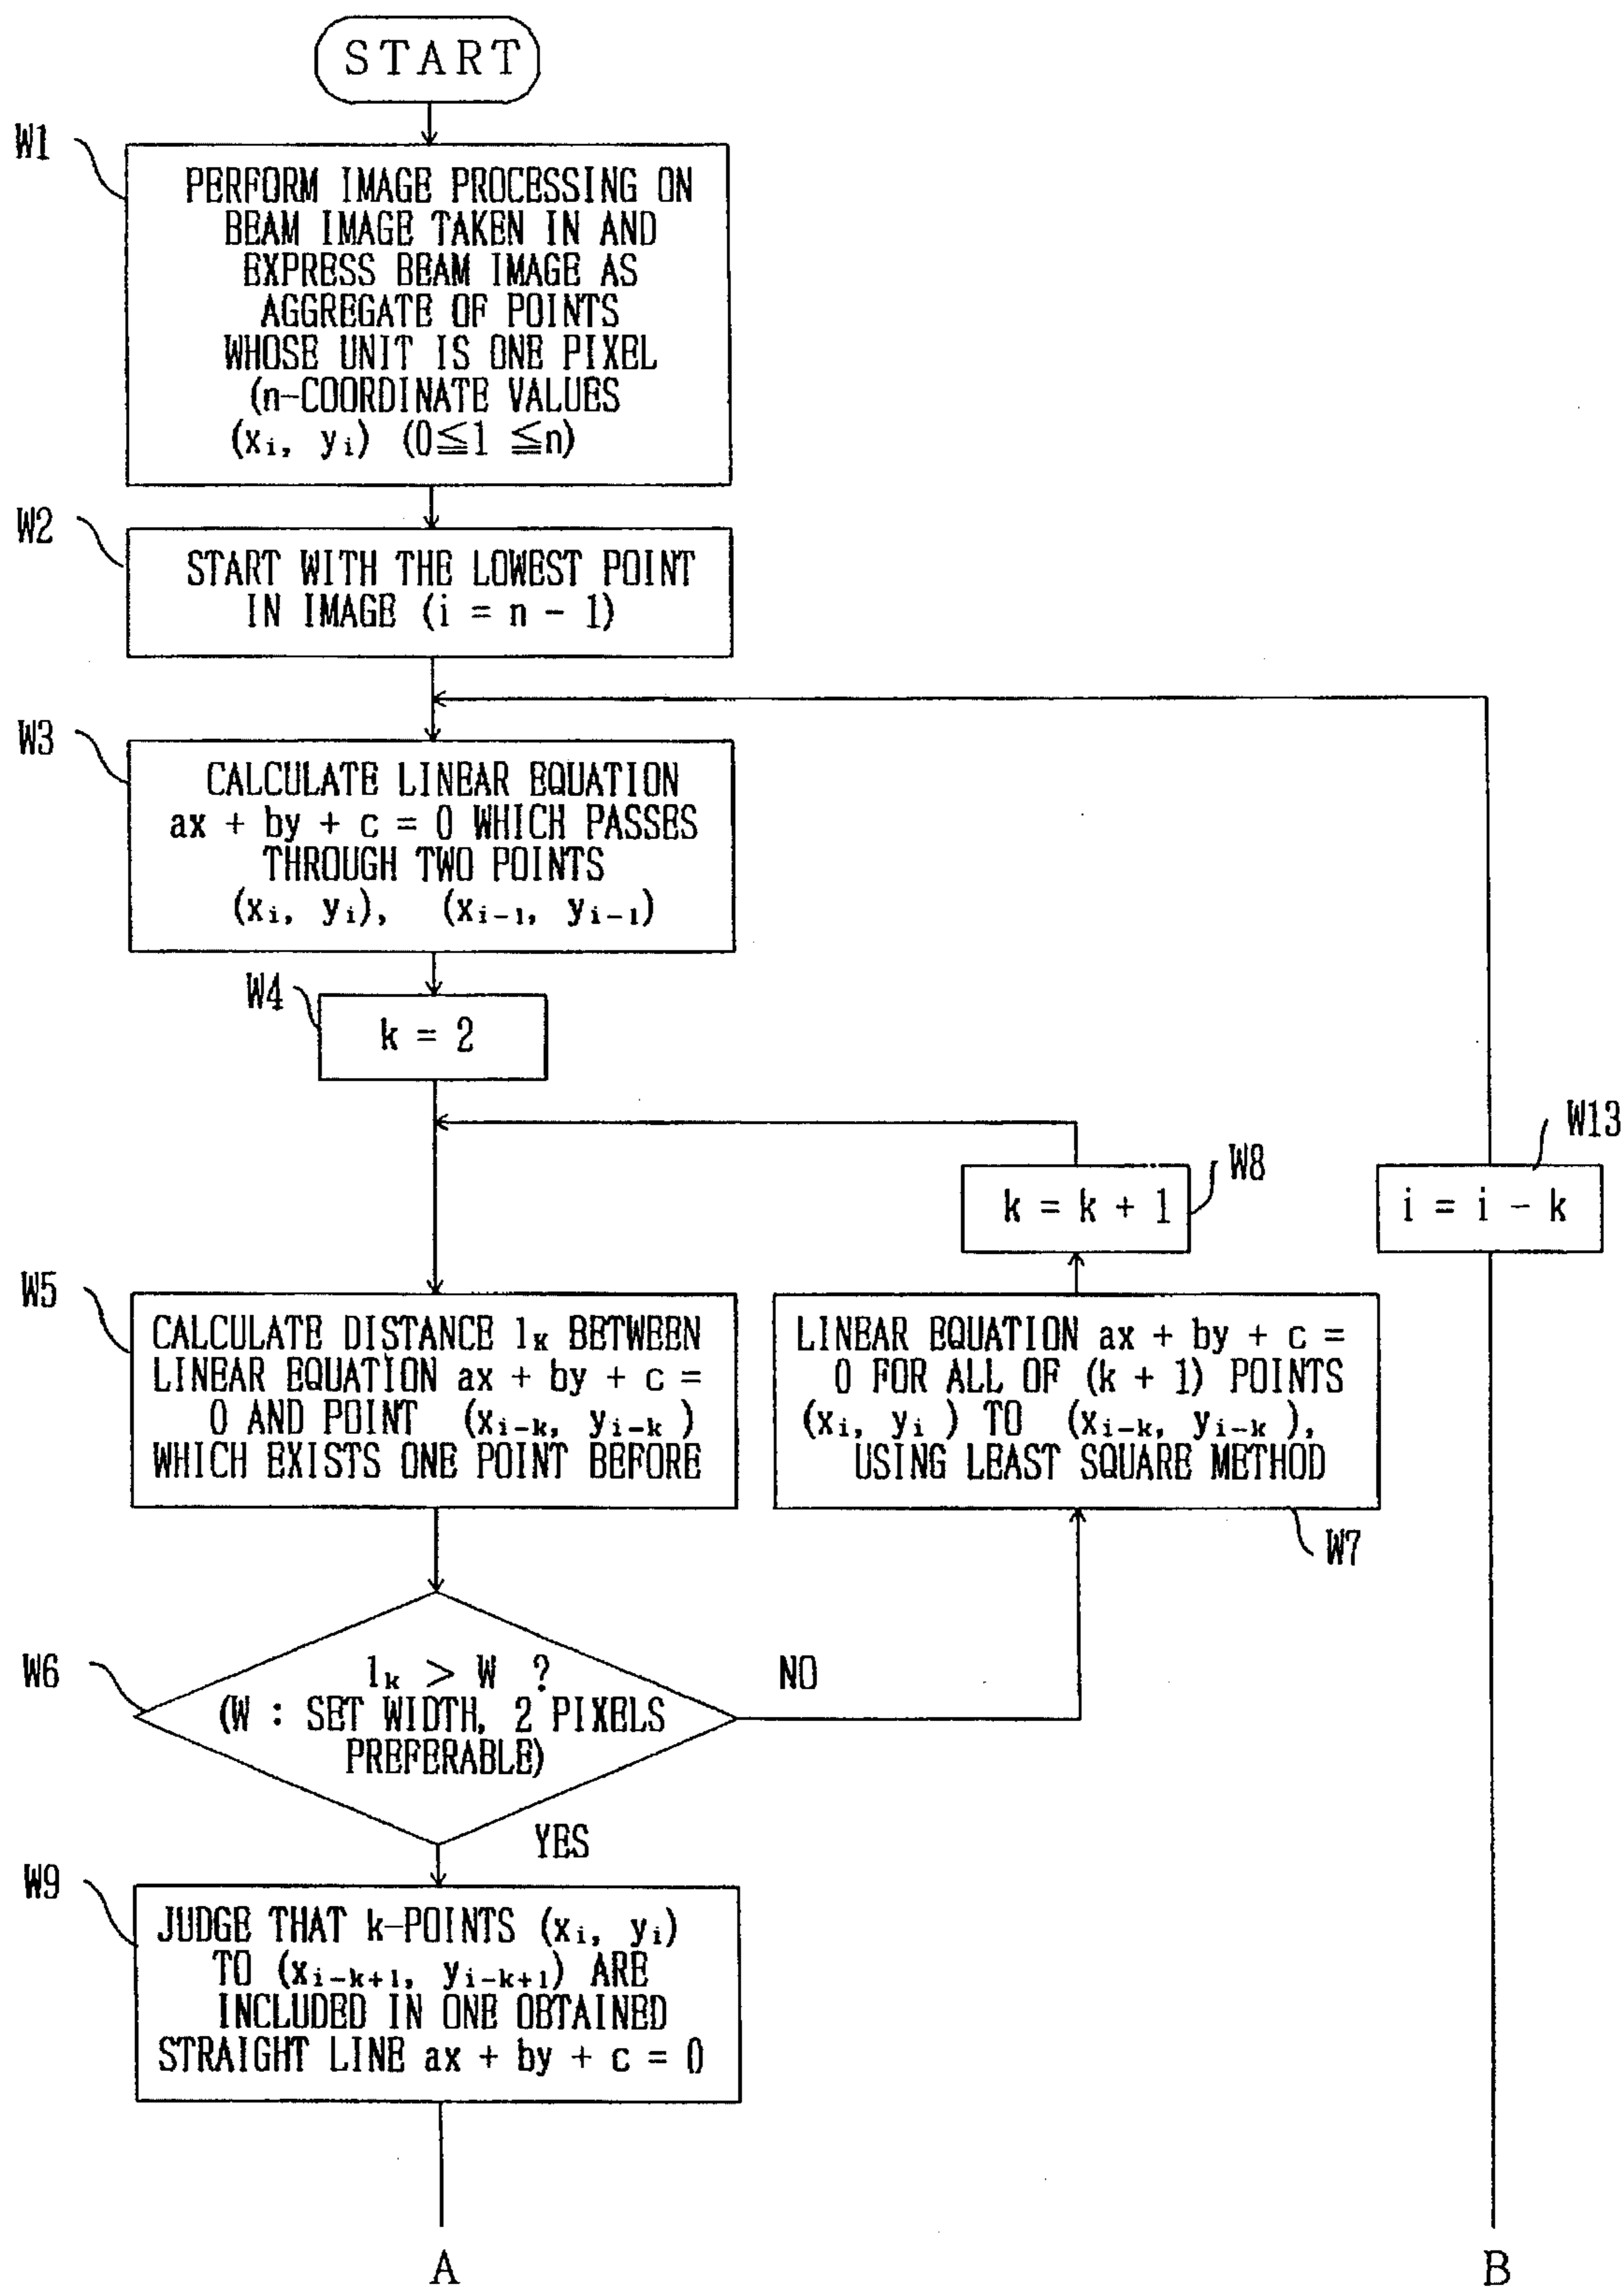 START
W1
PERFORM IMAGE PROCESSING ON
BEAM IMAGE TAKEN IN AND
EXPRESS BEAM IMAGE AS
AGGREGATE OF POINTS
WHOSE UNIT IS ONE PIXEL
(n-COORDINATE VALUES
(xᵢ, yᵢ) (0≦1 ≦n)
W2
START WITH THE LOWEST POINT
IN IMAGE (i = n - 1)
W3
CALCULATE LINEAR EQUATION
ax + by + c = 0 WHICH PASSES
THROUGH TWO POINTS
(xᵢ, yᵢ), (xᵢ₋₁, yᵢ₋₁)
W4
k = 2
W8
k = k + 1
W13
i = i - k
W5
CALCULATE DISTANCE lₖ BETWEEN
LINEAR EQUATION ax + by + c =
0 AND POINT (xᵢ₋ₖ, yᵢ₋ₖ )
WHICH EXISTS ONE POINT BEFORE
LINEAR EQUATION ax + by + c =
0 FOR ALL OF (k + 1) POINTS
(xᵢ, yᵢ ) TO (xᵢ₋ₖ, yᵢ₋ₖ ),
USING LEAST SQUARE METHOD
W7
W6
lₖ > W ?
(W : SET WIDTH, 2 PIXELS
PREFERABLE)
NO
YES
W9
JUDGE THAT k-POINTS (xᵢ, yᵢ)
TO (xᵢ₋ₖ₊₁, yᵢ₋ₖ₊₁) ARE
INCLUDED IN ONE OBTAINED
STRAIGHT LINE ax + by + c = 0
A
B